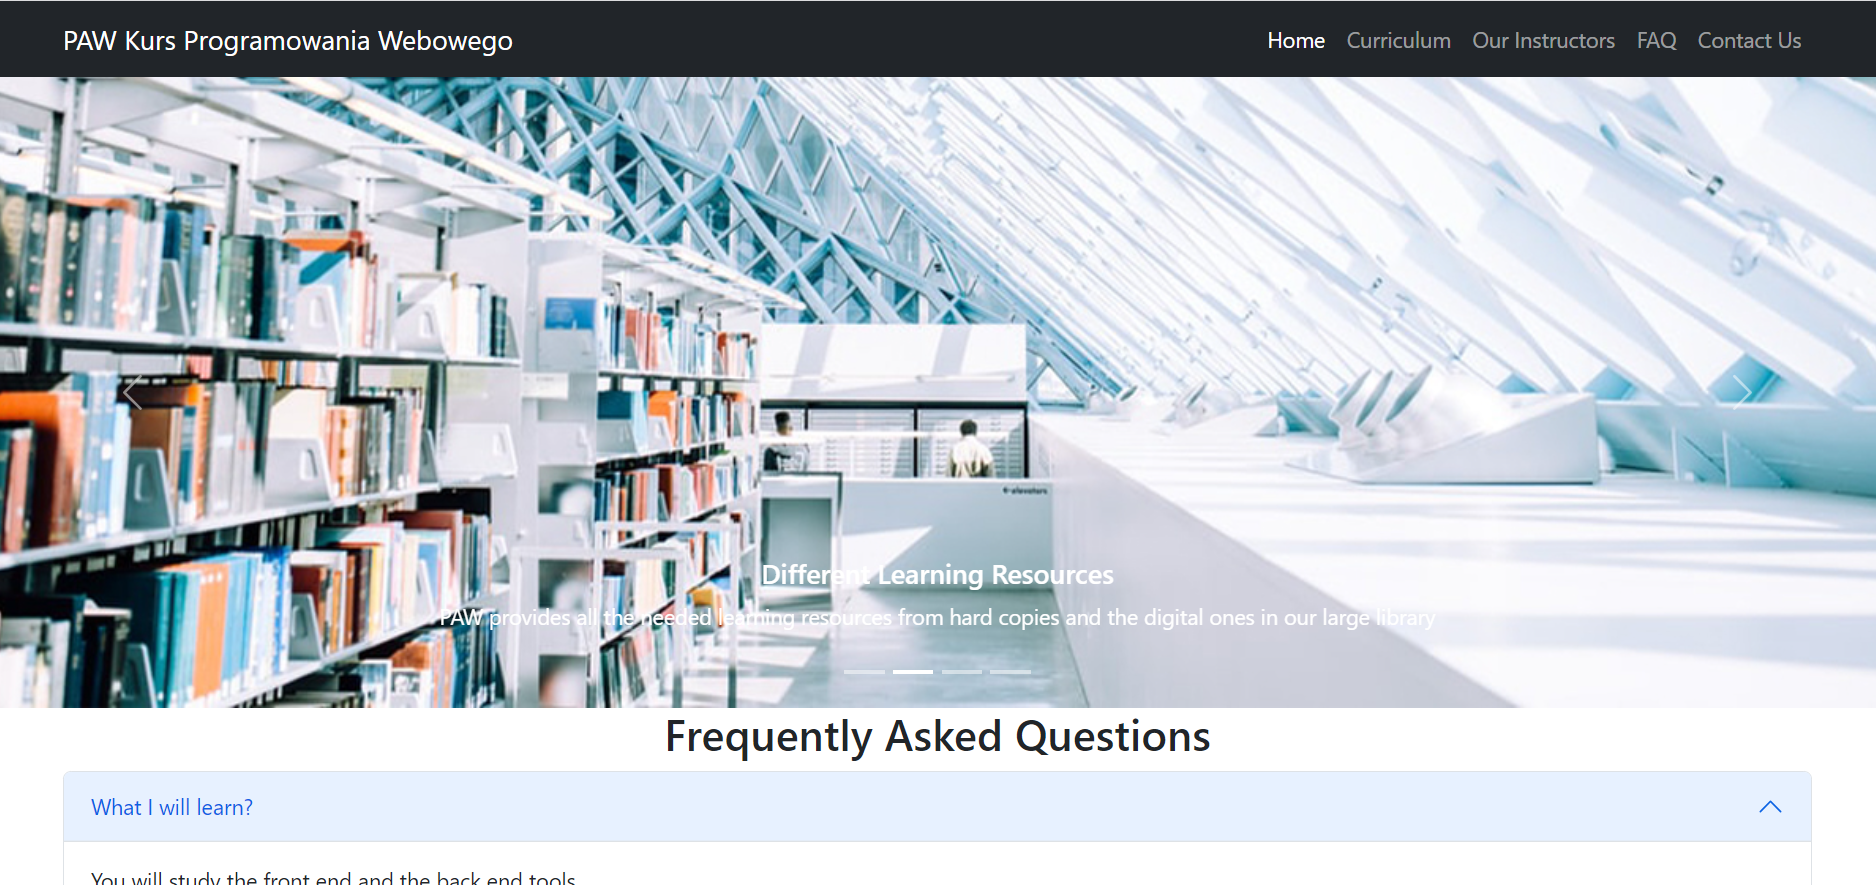 PAW Kurs Programowania Webowego
Home Curriculum Our Instructors FAQ Contact Us
elevators
Different Learning Resources
PAW provides all the needed learning resources from hard copies and the digital ones in our large library
Frequently Asked Questions
What I will learn?
You will study the front end and the back end tools